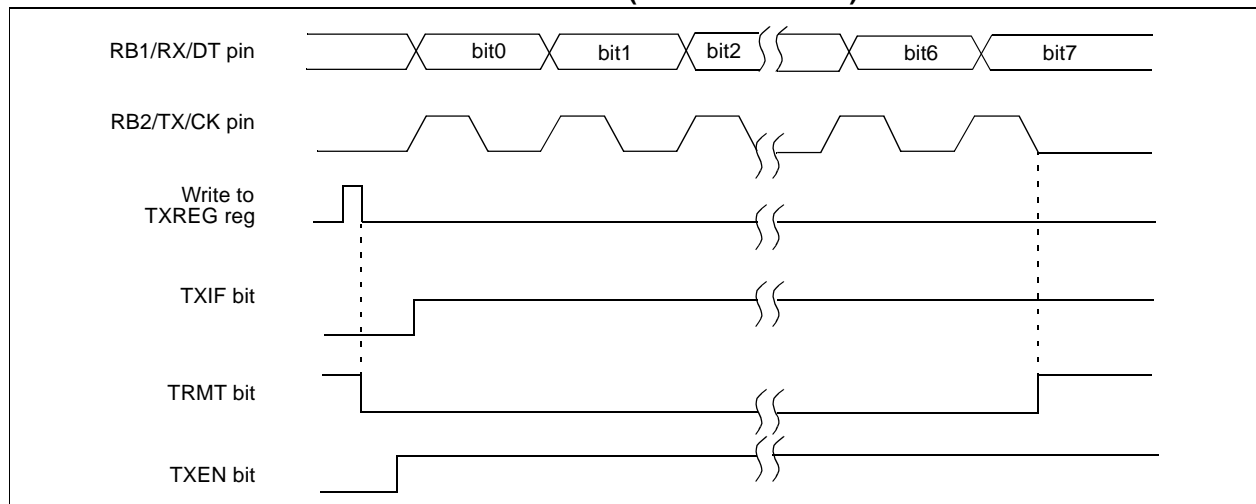 RB1/RX/DT pin
bit0 bit1 bit2 bit6 bit7
RB2/TX/CK pin
Write to
TXREG reg
TXIF bit
TRMT bit
TXEN bit